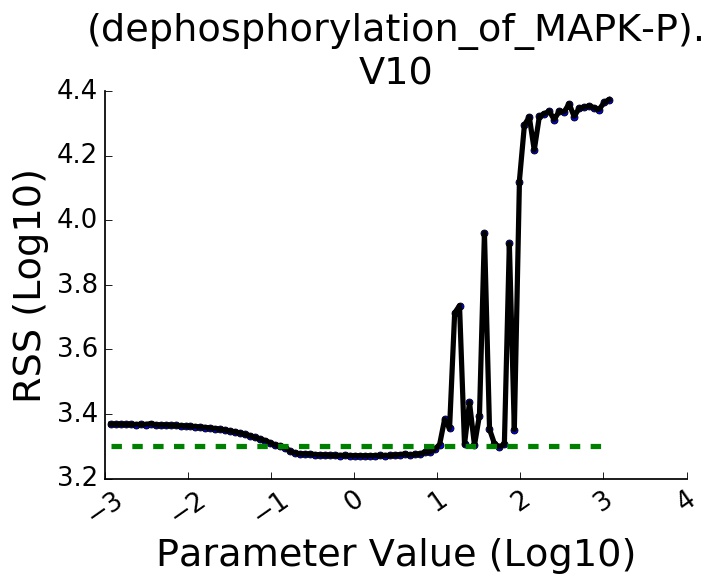 (dephosphorylation_of_MAPK-P).
V10
4.4
4.2
4.0
3.8
3.6
3.4
3.2
RSS (Log10)
−3 −2 −1 0 1 2 3 4
Parameter Value (Log10)